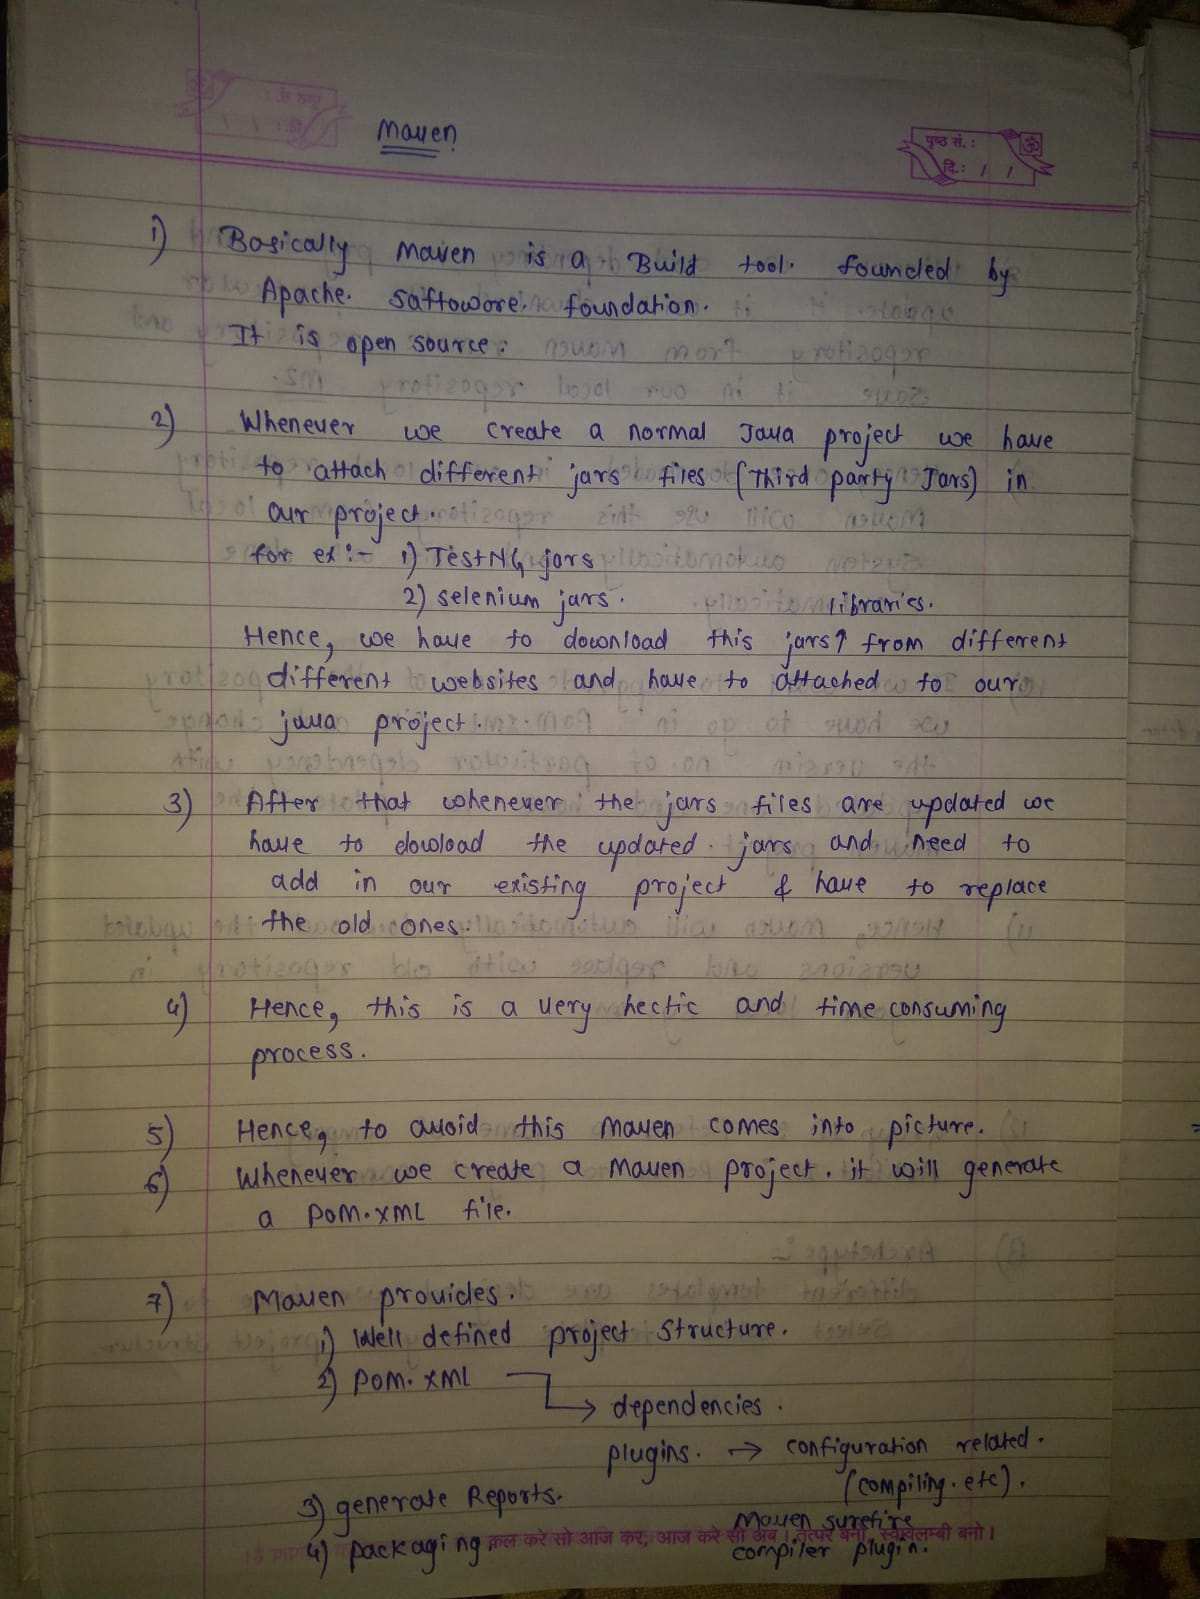 Maven
पृष्ठ सं. :
दि.: / /
1) Basically Maven is a Build tool. founded by
Apache. Saftowore. foundation.
It is open source.
2) Whenever we create a normal Java project we have
to attach different jars files (Third party Jars) in
our project.
for ex :- 1) TestNG jars
2) selenium jars.
libraries.
Hence, we have to download this jars↑ from different
different websites and have to attached to our
java project.
3) After that whenever the jars files are updated we
have to dowload the updated. jars and need to
add in our existing project & have to replace
the old ones.
4) Hence, this is a very hectic and time consuming
process.
5) Hence, to avoid this Maven comes into picture.
6) Whenever we create a Maven project. it will generate
a POM.XML file.
7) Maven provides.
1) Well defined project structure.
2) POM. XML
→ dependencies.
plugins. → configuration related.
(compiling. etc).
3) generate Reports.
Maven surefire
4) packaging
compiler plugin.
कल करे सो आज कर, आज करे सो अब। तत्पर बनो, स्वावलम्बी बनो।